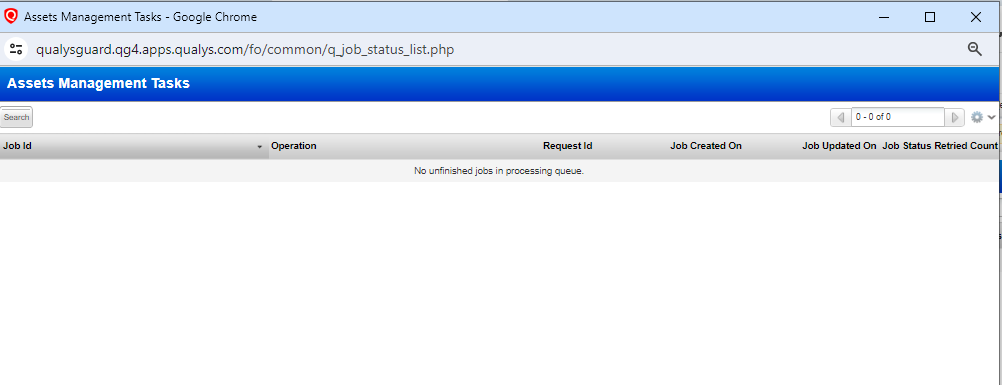 Assets Management Tasks - Google Chrome
qualysguard.qg4.apps.qualys.com/fo/common/q_job_status_list.php
Assets Management Tasks
Search
0 - 0 of 0
Job Id Operation Request Id Job Created On Job Updated On Job Status Retried Count
No unfinished jobs in processing queue.